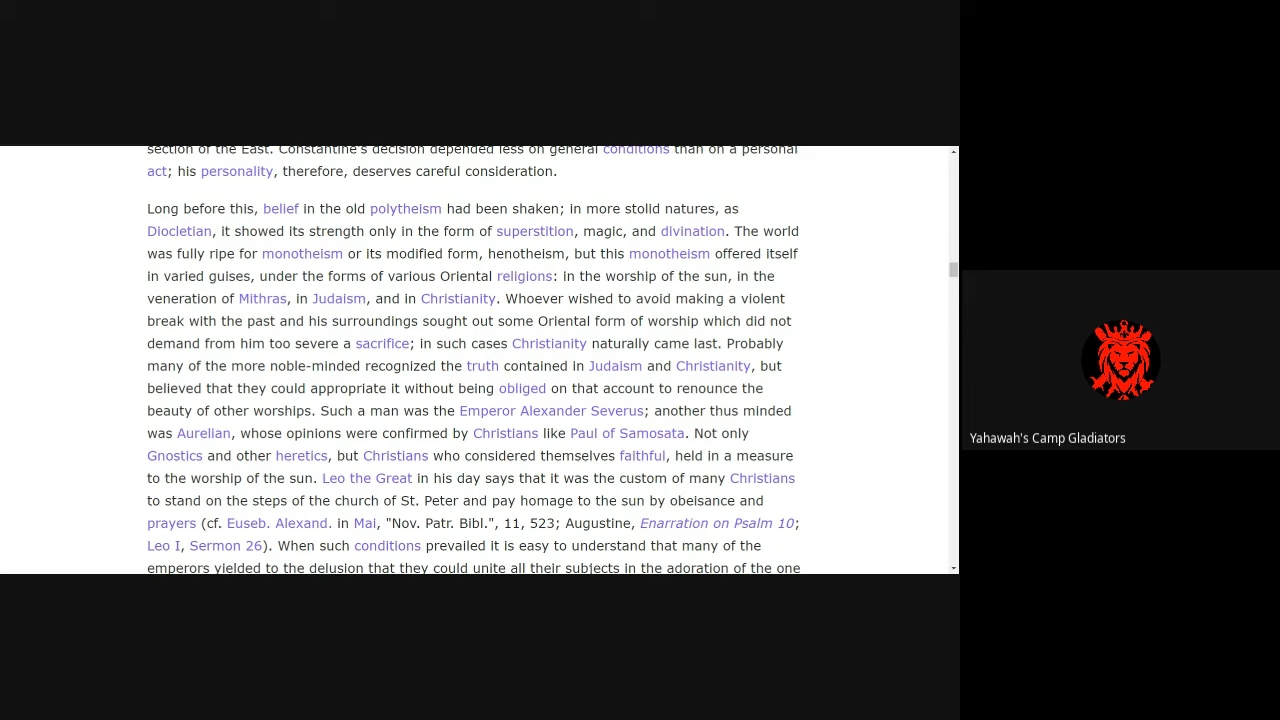 section of the East. Constantine's decision depended less on general conditions than on a personal
act; his personality, therefore, deserves careful consideration.
Long before this, belief in the old polytheism had been shaken; in more stolid natures, as
Diocletian, it showed its strength only in the form of superstition, magic, and divination. The world
was fully ripe for monotheism or its modified form, henotheism, but this monotheism offered itself
in varied guises, under the forms of various Oriental religions: in the worship of the sun, in the
veneration of Mithras, in Judaism, and in Christianity. Whoever wished to avoid making a violent
break with the past and his surroundings sought out some Oriental form of worship which did not
demand from him too severe a sacrifice; in such cases Christianity naturally came last. Probably
many of the more noble-minded recognized the truth contained in Judaism and Christianity, but
believed that they could appropriate it without being obliged on that account to renounce the
beauty of other worships. Such a man was the Emperor Alexander Severus; another thus minded
was Aurelian, whose opinions were confirmed by Christians like Paul of Samosata. Not only
Gnostics and other heretics, but Christians who considered themselves faithful, held in a measure
to the worship of the sun. Leo the Great in his day says that it was the custom of many Christians
to stand on the steps of the church of St. Peter and pay homage to the sun by obeisance and
prayers (cf. Euseb. Alexand. in Mai, "Nov. Patr. Bibl.", 11, 523; Augustine, Enarration on Psalm 10;
Leo I, Sermon 26). When such conditions prevailed it is easy to understand that many of the
emperors yielded to the delusion that they could unite all their subjects in the adoration of the one
Yahawah's Camp Gladiators